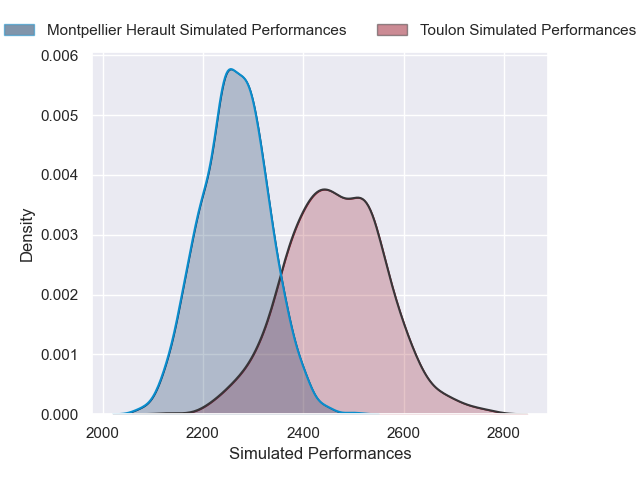 Montpellier Herault Simulated Performances Toulon Simulated Performances
0.006
0.005
0.004
0.003
0.002
0.001
0.000
Density
2000 2200 2400 2600 2800
Simulated Performances